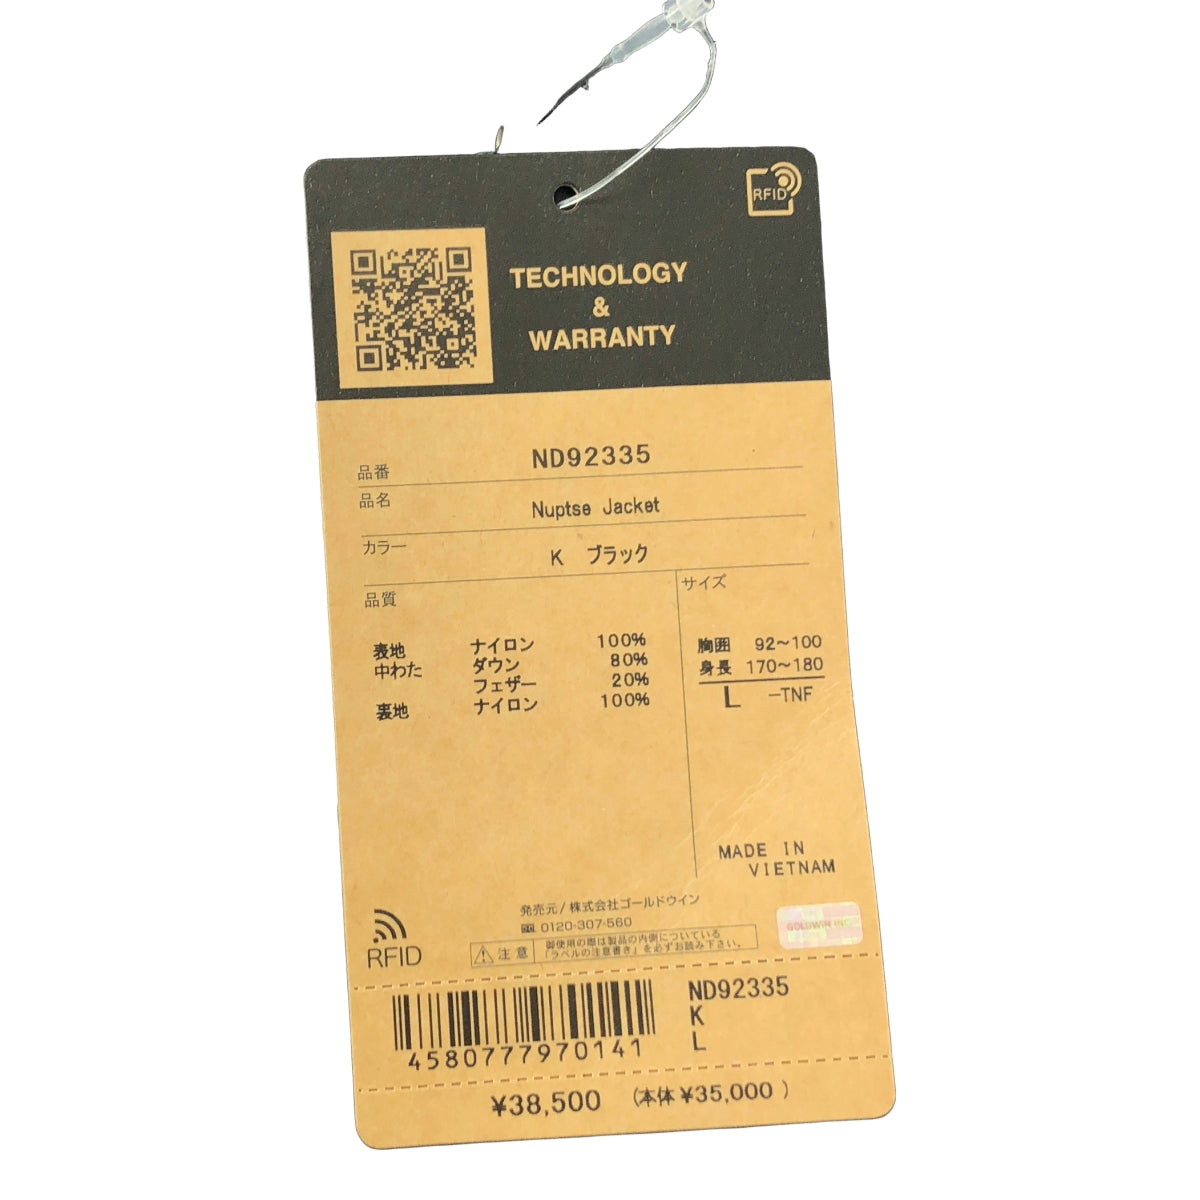 RFID
TECHNOLOGY
&
WARRANTY
品番 ND92335
品名 Nuptse Jacket
カラー K ブラック
品質
表地 ナイロン 100%
中わた ダウン 80%
フェザー 20%
裏地 ナイロン 100%
サイズ
胸囲 92～100
身長 170～180
L -TNF
MADE IN
VIETNAM
発売元/株式会社ゴールドウイン
0120-307-560
注意 御使用の際は製品の内側についている
「ラベルの注意書き」を必ずお読み下さい。
RFID
GOLDWIN INC.
4580777970141
ND92335
K
L
¥38,500 (本体 ¥35,000 )